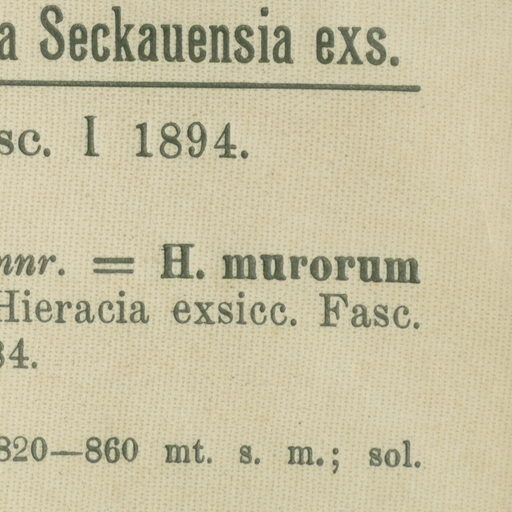 a Seckauensia exs.
sc. I 1894.
nnr. = H. murorum
Hieracia exsicc. Fasc.
34.
820—860 mt. s. m.; sol.